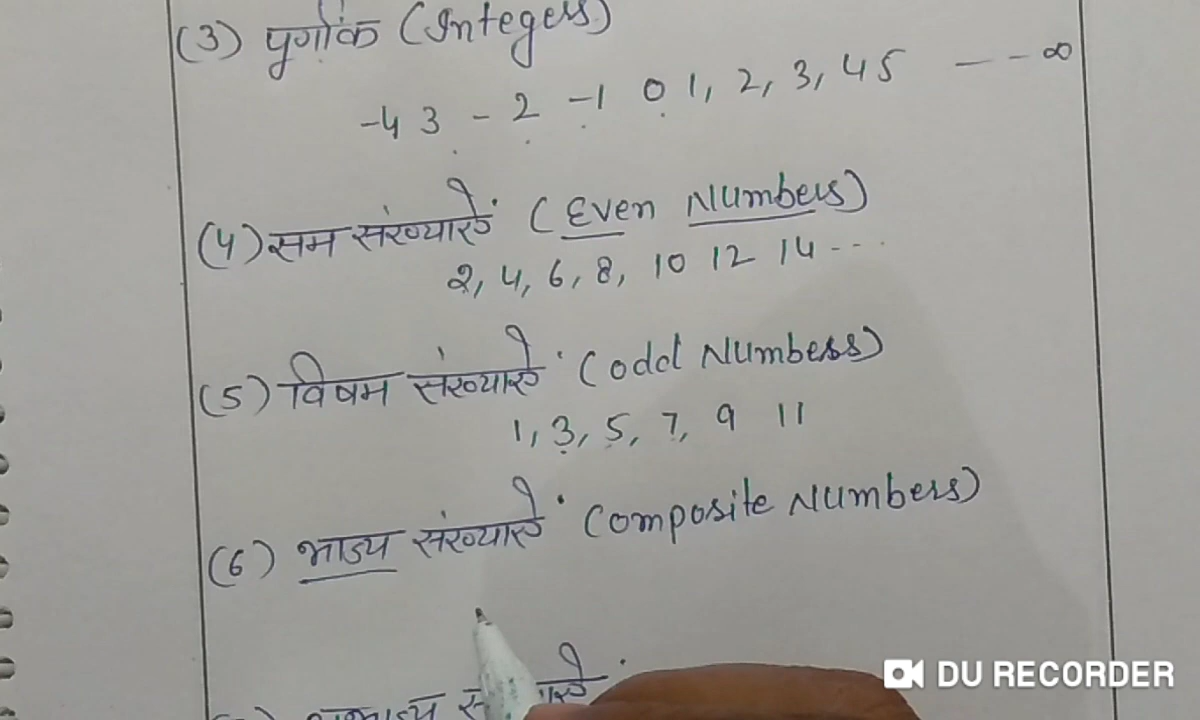 (3) पूर्णांक (Integers)
-4 3 - 2 -1 0 1, 2, 3, 4 5 - - ∞
(4) सम संख्याएें (Even Numbers)
2, 4, 6, 8, 10 12 14 ...
(5) विषम संख्याएें (odd Numbers)
1, 3, 5, 7, 9 11
(6) भाज्य संख्याएें (Composite Numbers)
DU RECORDER